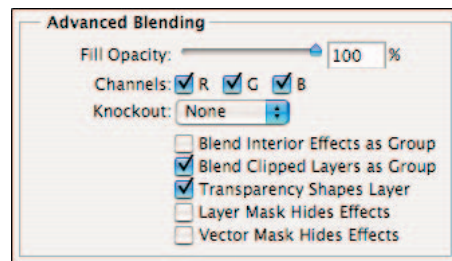 Advanced Blending
Fill Opacity: 100 %
Channels: R G B
Knockout: None
Blend Interior Effects as Group
Blend Clipped Layers as Group
Transparency Shapes Layer
Layer Mask Hides Effects
Vector Mask Hides Effects